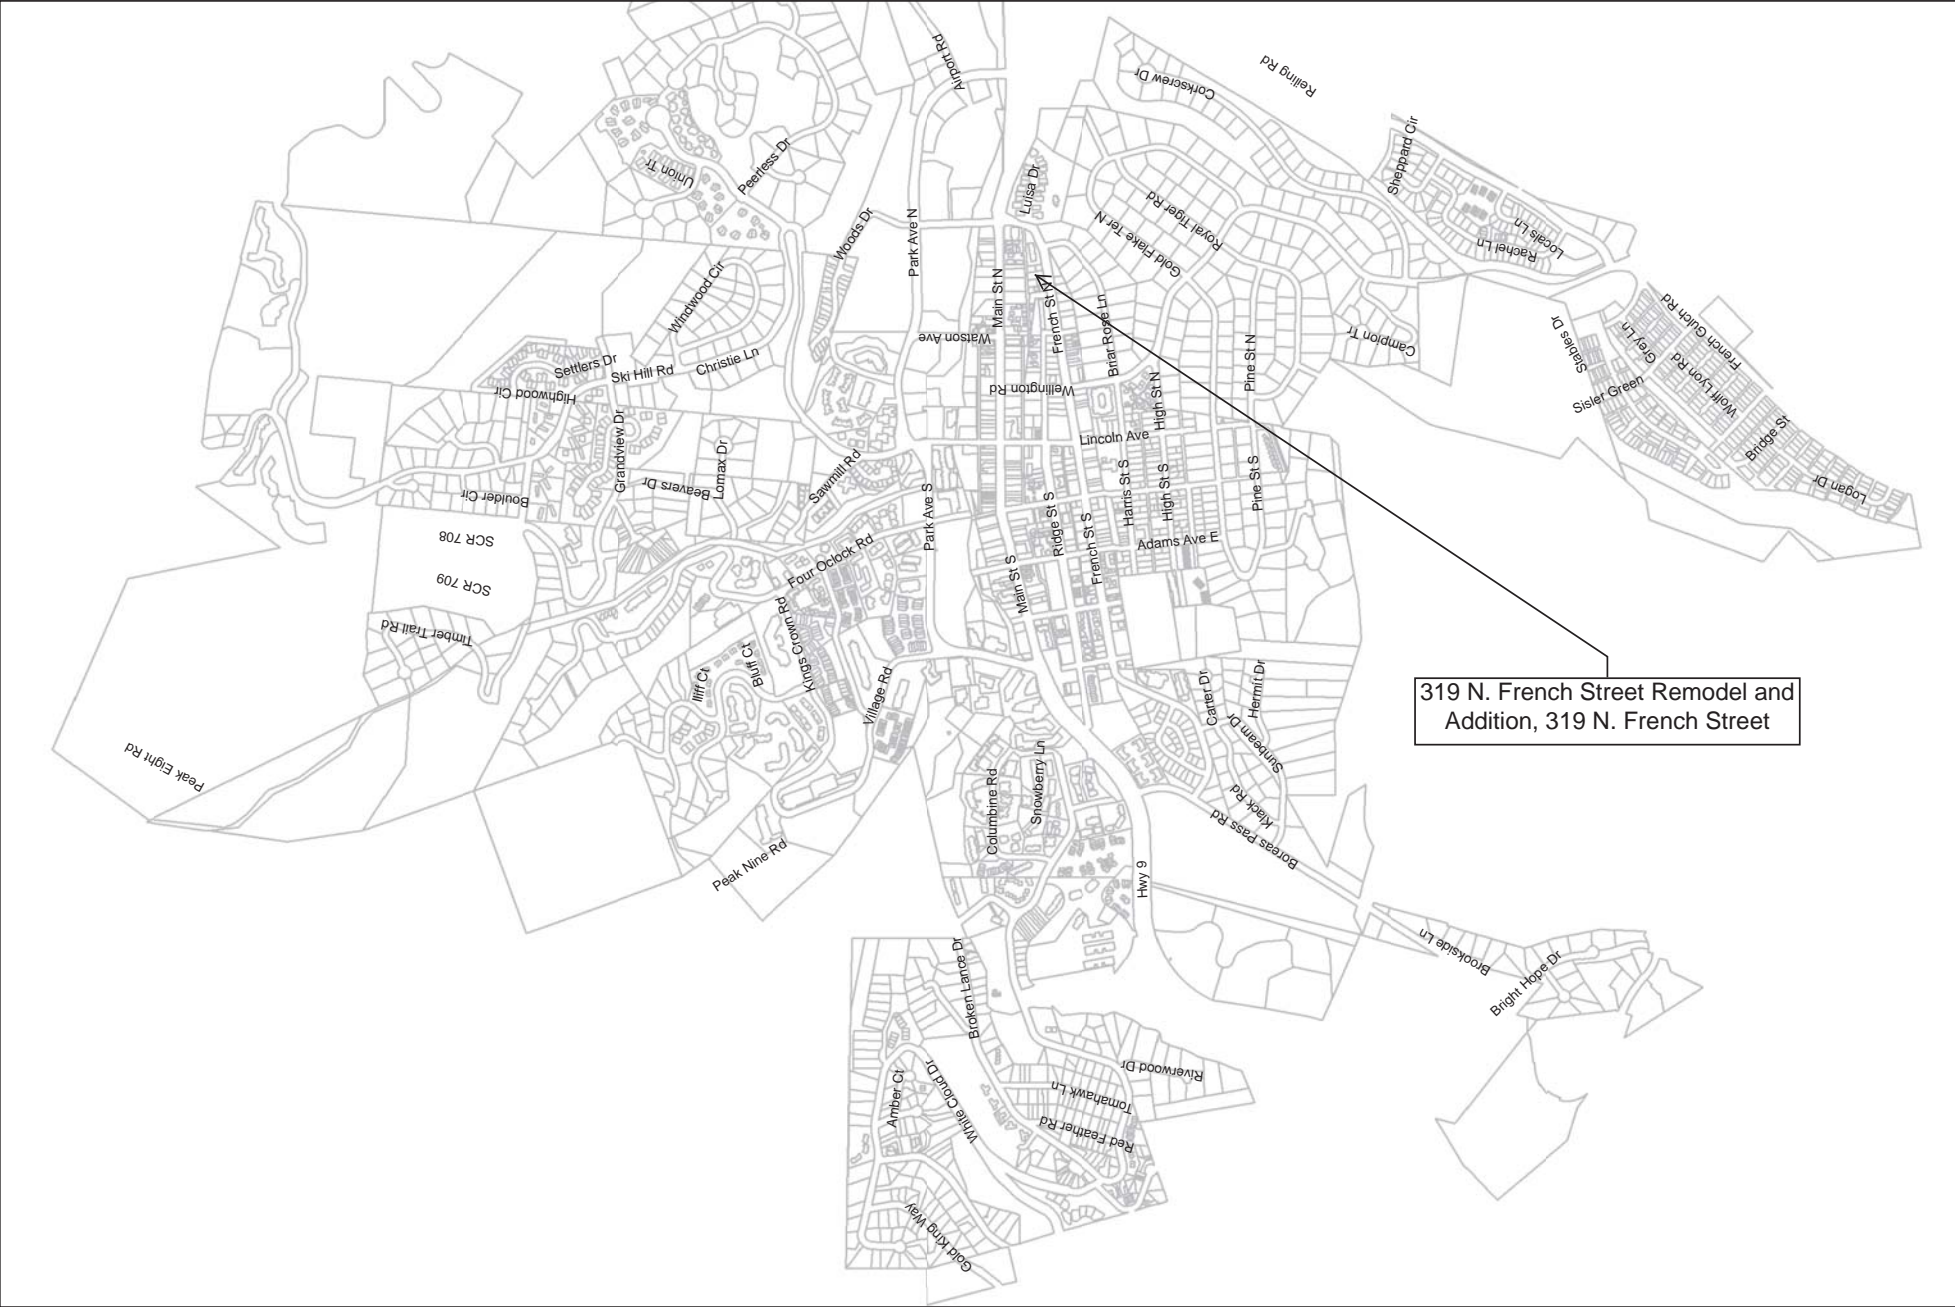 Airport Rd
Corkscrew Dr
Reiling Rd
Sheppard Cir
Union Tr
Peerless Dr
Luisa Dr
Woods Dr
Park Ave N
Royal Tiger Rd
Gold Flake Ter N
Locals Ln
Rachel Ln
Windwood Cir
Main St N
French St N
Briar Rose Ln
Watson Ave
Campion Tr
Stables Dr
Grey Ln
French Gulch Rd
Settlers Dr
Ski Hill Rd
Christie Ln
Pine St N
Wolff Lyon Rd
Highwood Cir
Wellington Rd
High St N
Sisler Green
Grandview Dr
Lincoln Ave
Bridge St
Lomax Dr
Beavers Dr
Sawmill Rd
Boulder Cir
Park Ave S
Harris St S
High St S
Pine St S
Logan Dr
SCR 708
Ridge St S
French St S
Adams Ave E
SCR 709
Four Oclock Rd
Main St S
Timber Trail Rd
Kings Crown Rd
Bluff Ct
Iliff Ct
Village Rd
Carter Dr
Hermit Dr
319 N. French Street Remodel and
Addition, 319 N. French Street
Sunbeam Dr
Peak Eight Rd
Columbine Rd
Snowberry Ln
Klack Rd
Boreas Pass Rd
Peak Nine Rd
Hwy 9
Brookside Ln
Bright Hope Dr
Broken Lance Dr
Amber Ct
White Cloud Dr
Riverwood Dr
Tomahawk Ln
Red Feather Rd
Gold King Way